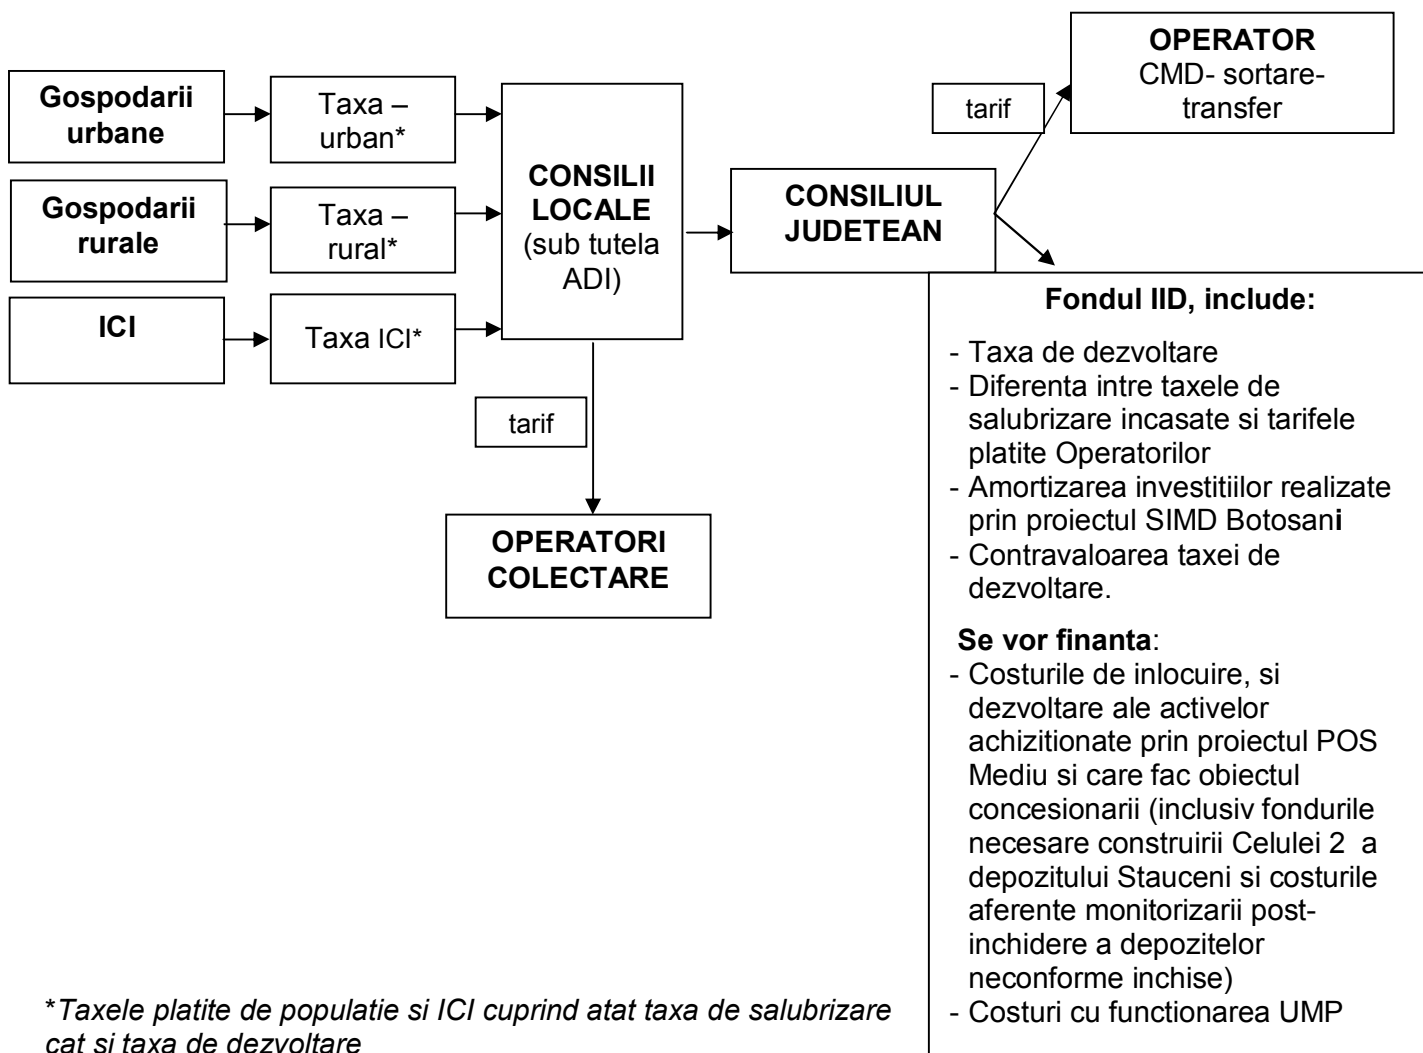 Gospodarii
urbane
Taxa –
urban*
Gospodarii
rurale
Taxa –
rural*
ICI
Taxa ICI*
CONSILII
LOCALE
(sub tutela
ADI)
tarif
OPERATORI
COLECTARE
CONSILIUL
JUDETEAN
tarif
OPERATOR
CMD- sortare-
transfer
Fondul IID, include:
- Taxa de dezvoltare
- Diferenta intre taxele de
salubrizare incasate si tarifele
platite Operatorilor
- Amortizarea investitiilor realizate
prin proiectul SIMD Botosani
- Contravaloarea taxei de
dezvoltare.
Se vor finanta:
- Costurile de inlocuire, si
dezvoltare ale activelor
achizitionate prin proiectul POS
Mediu si care fac obiectul
concesionarii (inclusiv fondurile
necesare construirii Celulei 2 a
depozitului Stauceni si costurile
aferente monitorizarii post-
inchidere a depozitelor
neconforme inchise)
- Costuri cu functionarea UMP
*Taxele platite de populatie si ICI cuprind atat taxa de salubrizare
cat si taxa de dezvoltare